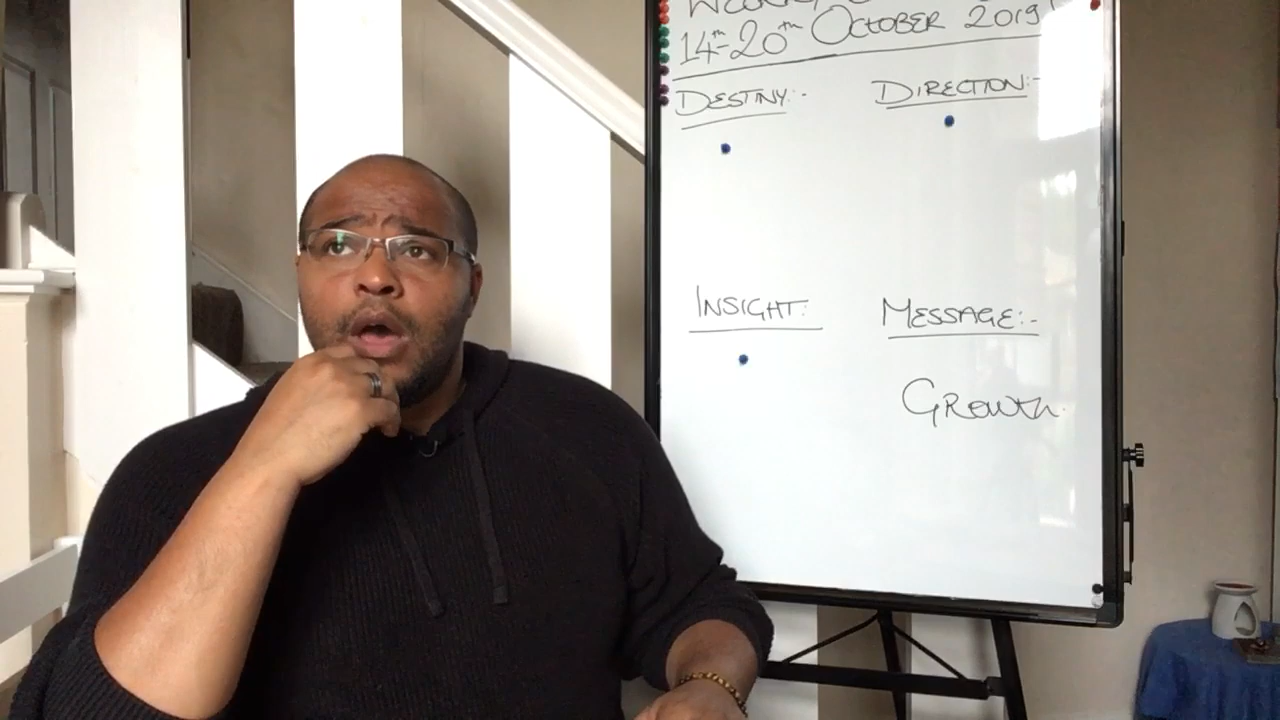 14th-20th OCTOBER 2019
DESTINY:-
DIRECTION:-
INSIGHT:
MESSAGE:-
GROWTH.